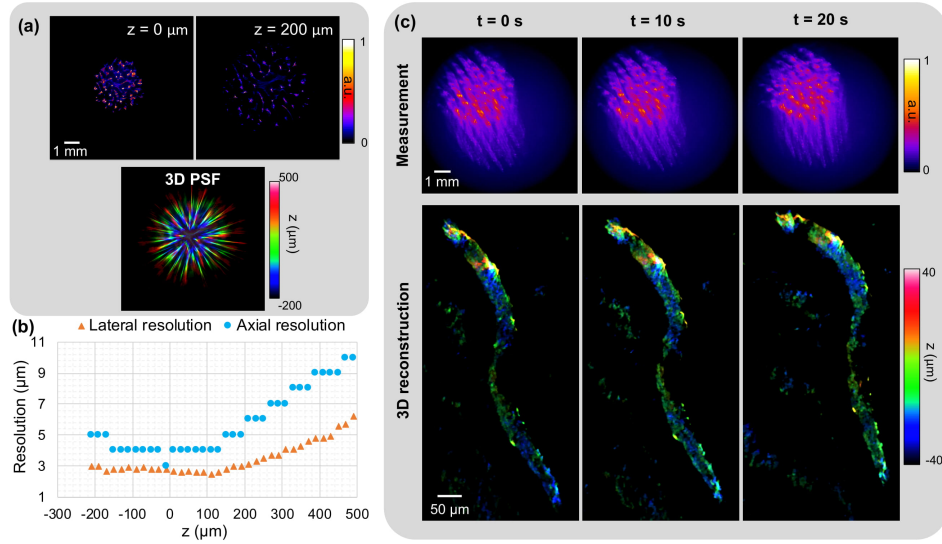 (a)
z = 0 µm
z = 200 µm
1
a.u.
0
1 mm
3D PSF
500
z (µm)
-200
(b)
Lateral resolution
Axial resolution
Resolution (µm)
11
9
7
5
3
1
-300 -200 -100 0 100 200 300 400 500
z (µm)
(c)
t = 0 s
t = 10 s
t = 20 s
Measurement
1 mm
1
a.u.
0
3D reconstruction
50 µm
40
z (µm)
-40